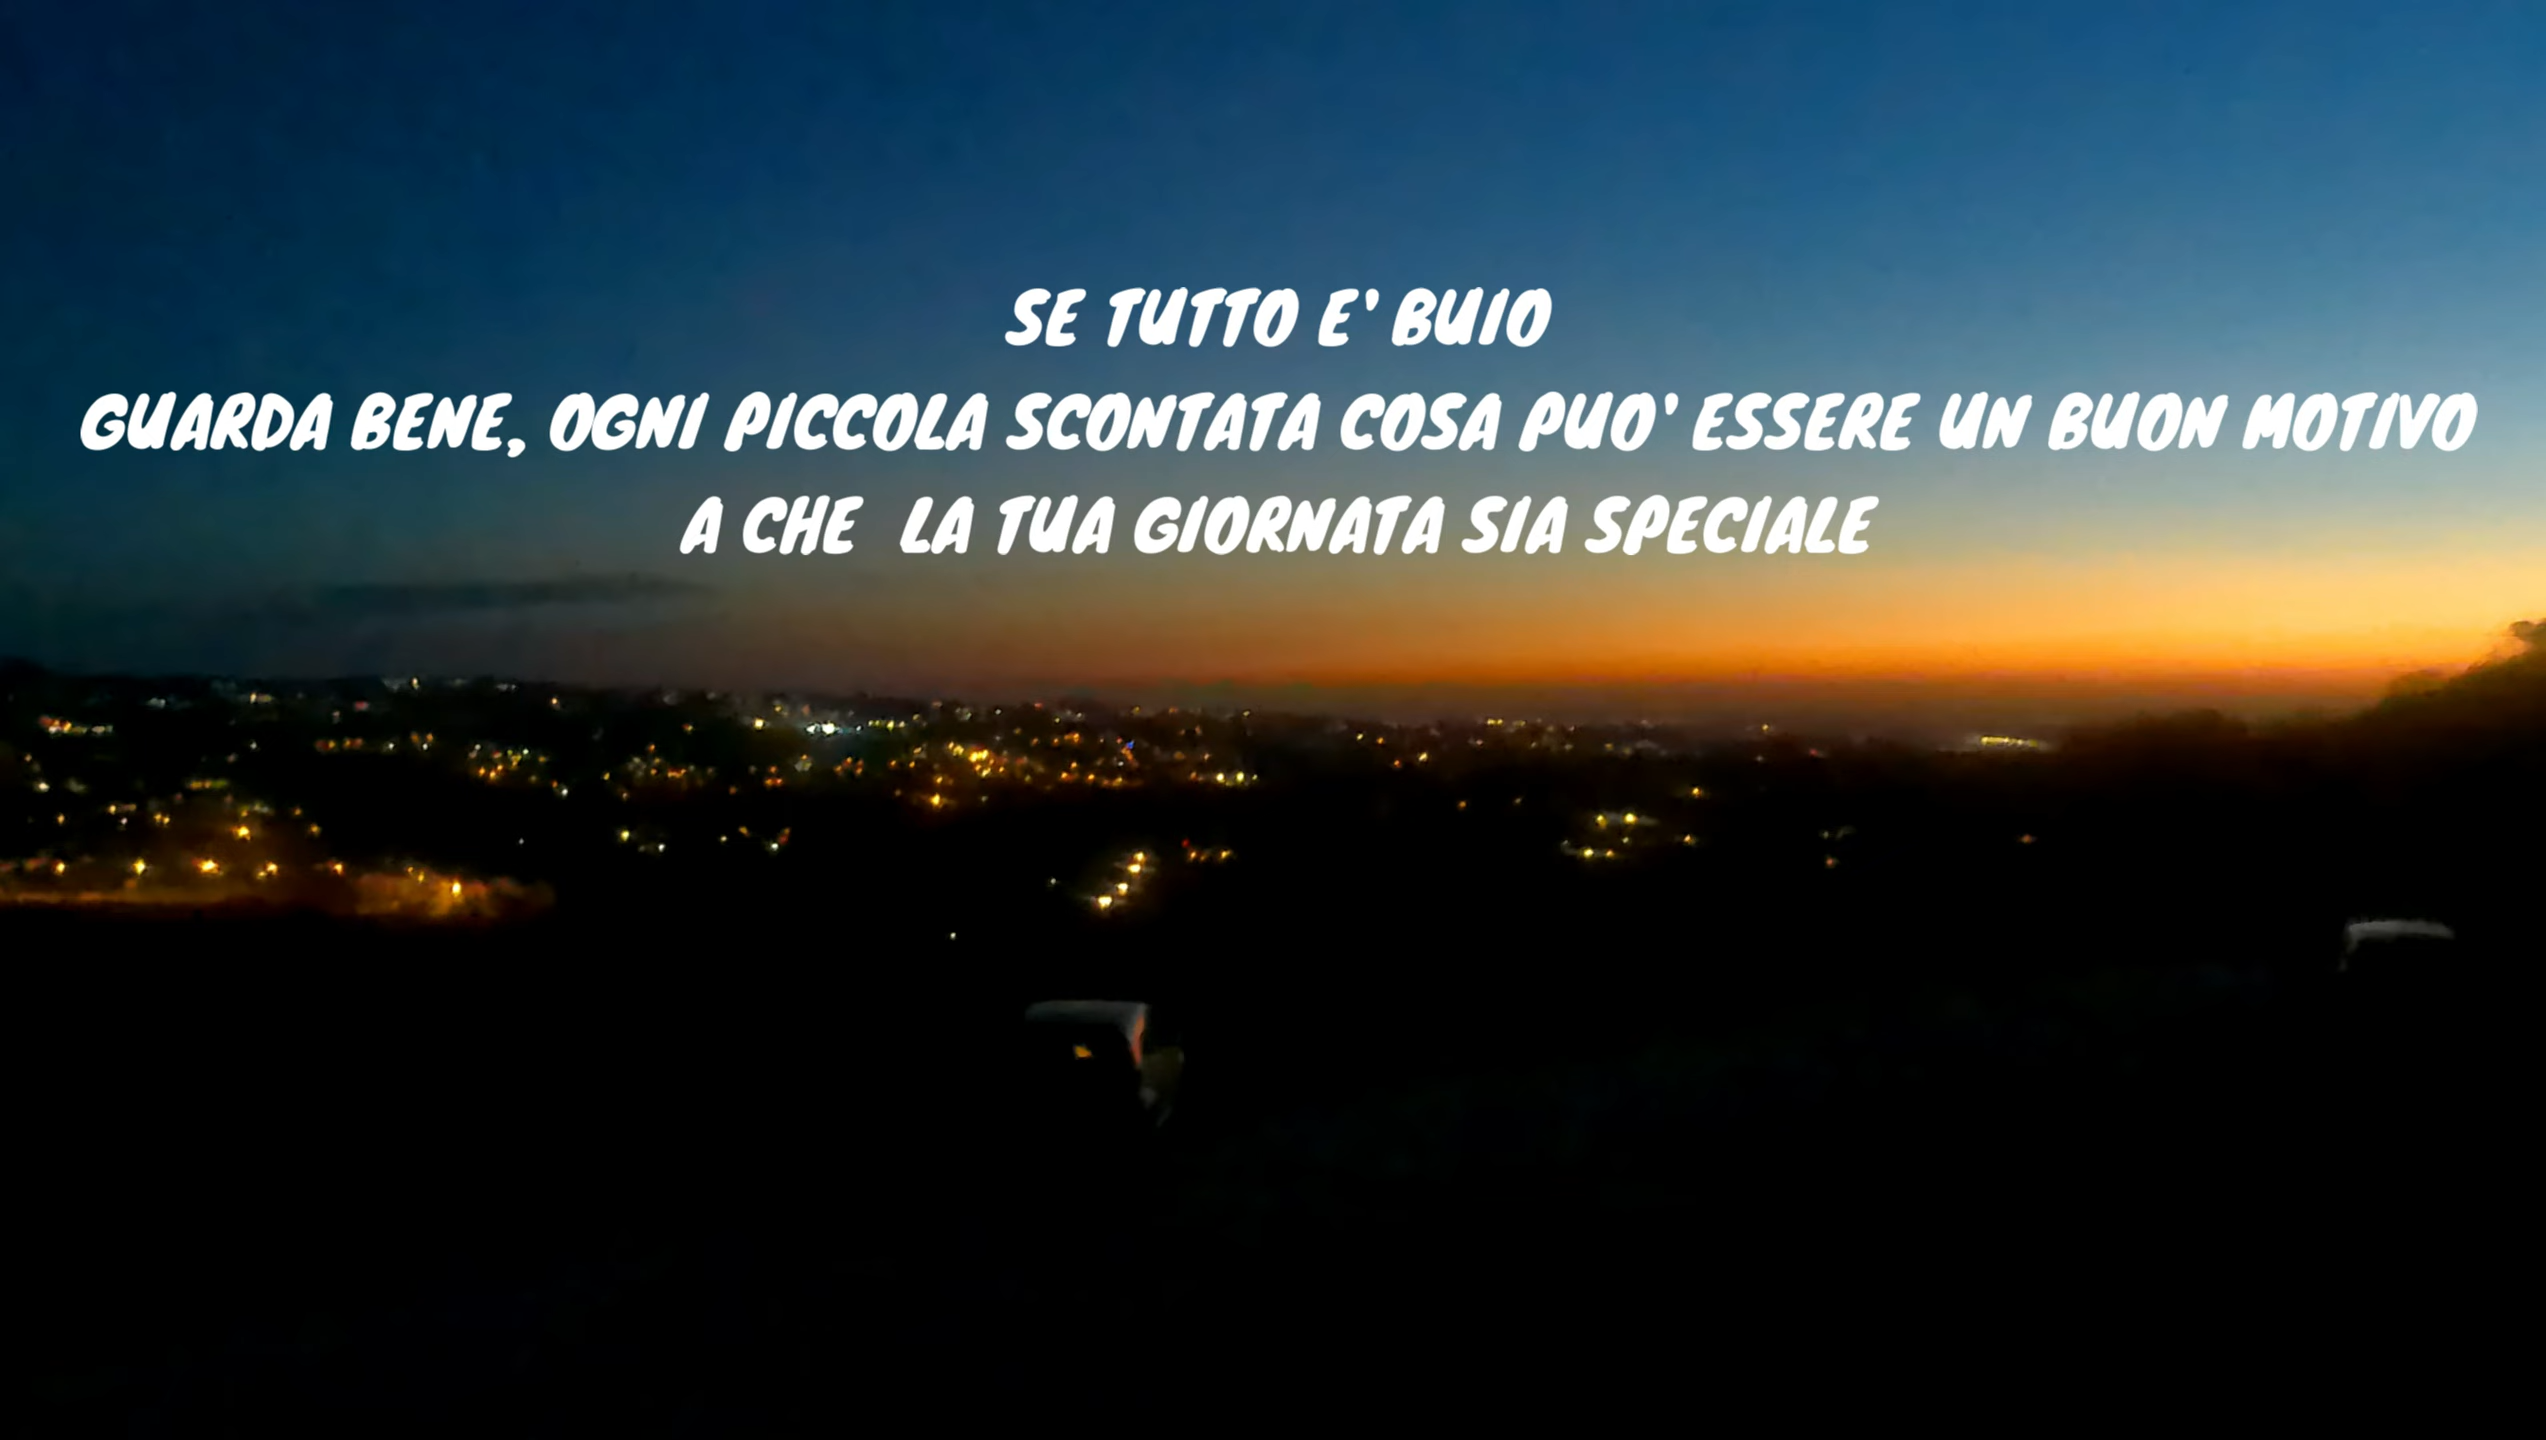 SE TUTTO E' BUIO
GUARDA BENE, OGNI PICCOLA SCONTATA COSA PUO' ESSERE UN BUON MOTIVO
A CHE LA TUA GIORNATA SIA SPECIALE